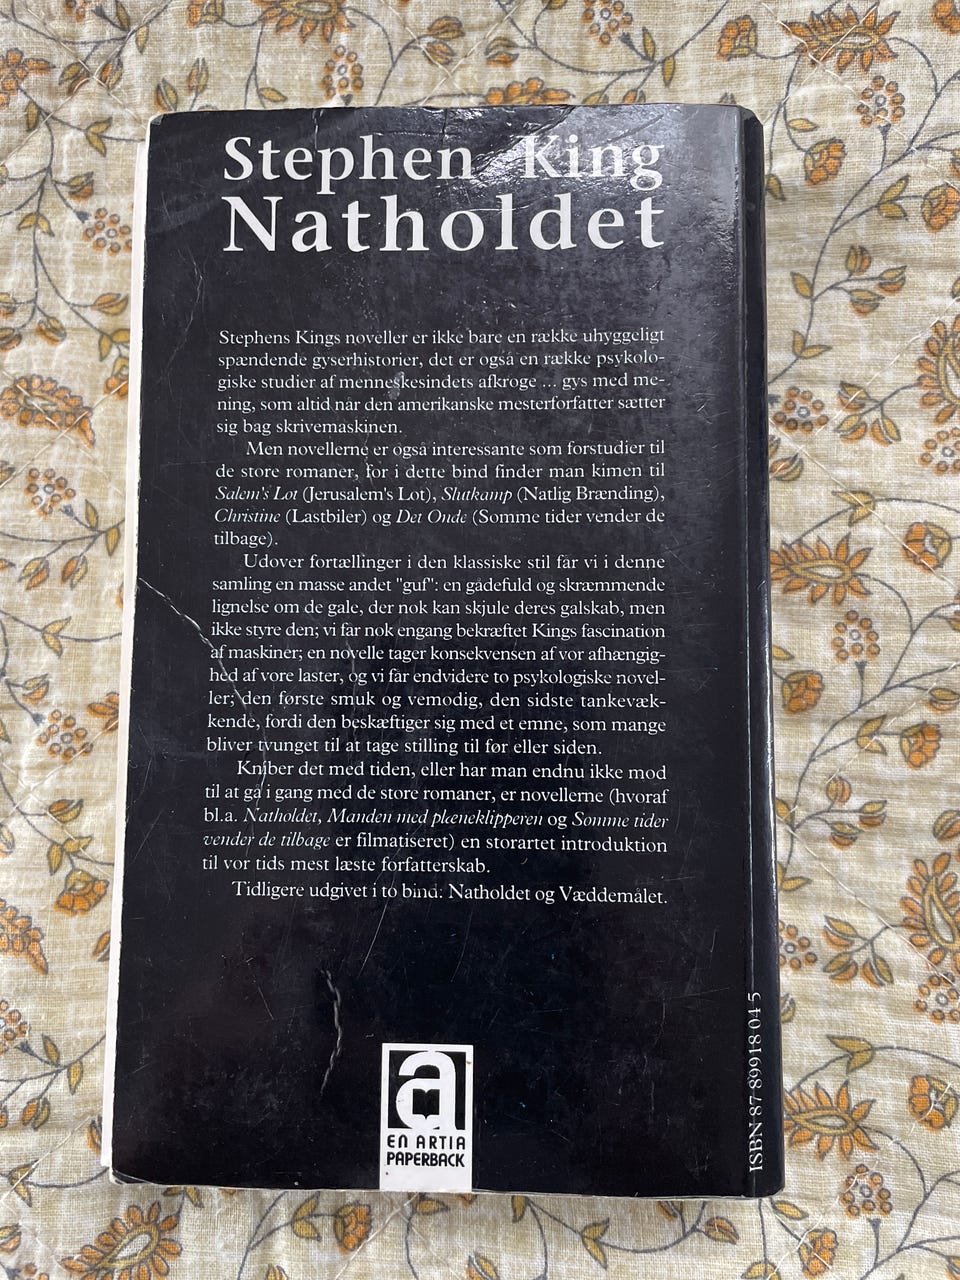 Stephen King
Natholdet
Stephens Kings noveller er ikke bare en række uhyggeligt
spændende gyserhistorier, det er også en række psykolo-
giske studier af menneskesindets afkroge ... gys med me-
ning, som altid når den amerikanske mesterforfatter sætter
sig bag skrivemaskinen.
Men novellerne er også interessante som forstudier til
de store romaner, for i dette bind finder man kimen til
Salem's Lot (Jerusalem's Lot), Slutkamp (Natlig Brænding),
Christine (Lastbiler) og Det Onde (Somme tider vender de
tilbage).
Udover fortællinger i den klassiske stil får vi i denne
samling en masse andet "guf": en gådefuld og skræmmende
lignelse om de gale, der nok kan skjule deres galskab, men
ikke styre den; vi får nok engang bekræftet Kings fascination
af maskiner; en novelle tager konsekvensen af vor afhængig-
hed af vore laster, og vi får endvidere to psykologiske novel-
ler; den første smuk og vemodig, den sidste tankevæk-
kende, fordi den beskæftiger sig med et emne, som mange
bliver tvunget til at tage stilling til før eller siden.
Kniber det med tiden, eller har man endnu ikke mod
til at gå i gang med de store romaner, er novellerne (hvoraf
bl.a. Natholdet, Manden med plæneklipperen og Somme tider
vender de tilbage er filmatiseret) en storartet introduktion
til vor tids mest læste forfatterskab.
Tidligere udgivet i to bind: Natholdet og Væddemålet.
a
EN ARTIA
PAPERBACK
ISBN 87 89918 04 5